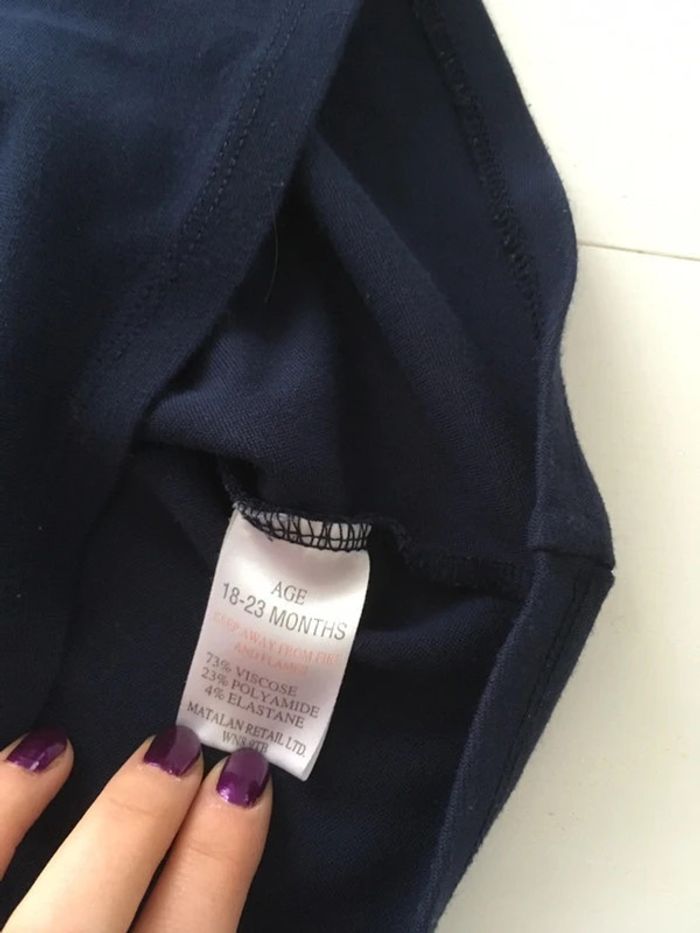 AGE
18-23 MONTHS
KEEP AWAY FROM FIRE
AND FLAMES
73% VISCOSE
23% POLYAMIDE
4% ELASTANE
MATALAN RETAIL LTD.
WN8 9TB